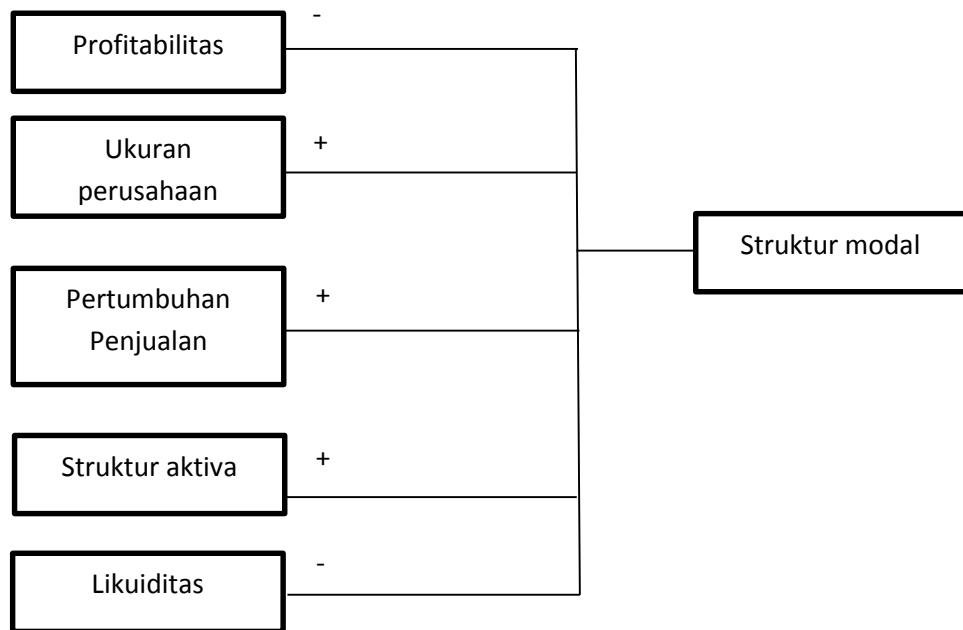 -
Profitabilitas
+
Ukuran
perusahaan
Struktur modal
+
Pertumbuhan
Penjualan
+
Struktur aktiva
-
Likuiditas